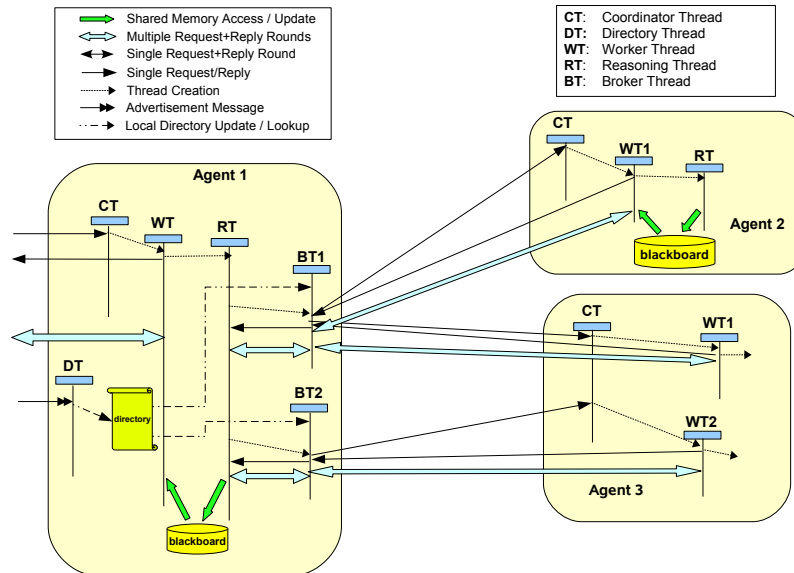 Shared Memory Access / Update
Multiple Request+Reply Rounds
Single Request+Reply Round
Single Request/Reply
Thread Creation
Advertisement Message
Local Directory Update / Lookup
CT: Coordinator Thread
DT: Directory Thread
WT: Worker Thread
RT: Reasoning Thread
BT: Broker Thread
Agent 1
CT
WT
RT
BT1
DT
directory
BT2
blackboard
CT
WT1
RT
Agent 2
blackboard
CT
WT1
WT2
Agent 3